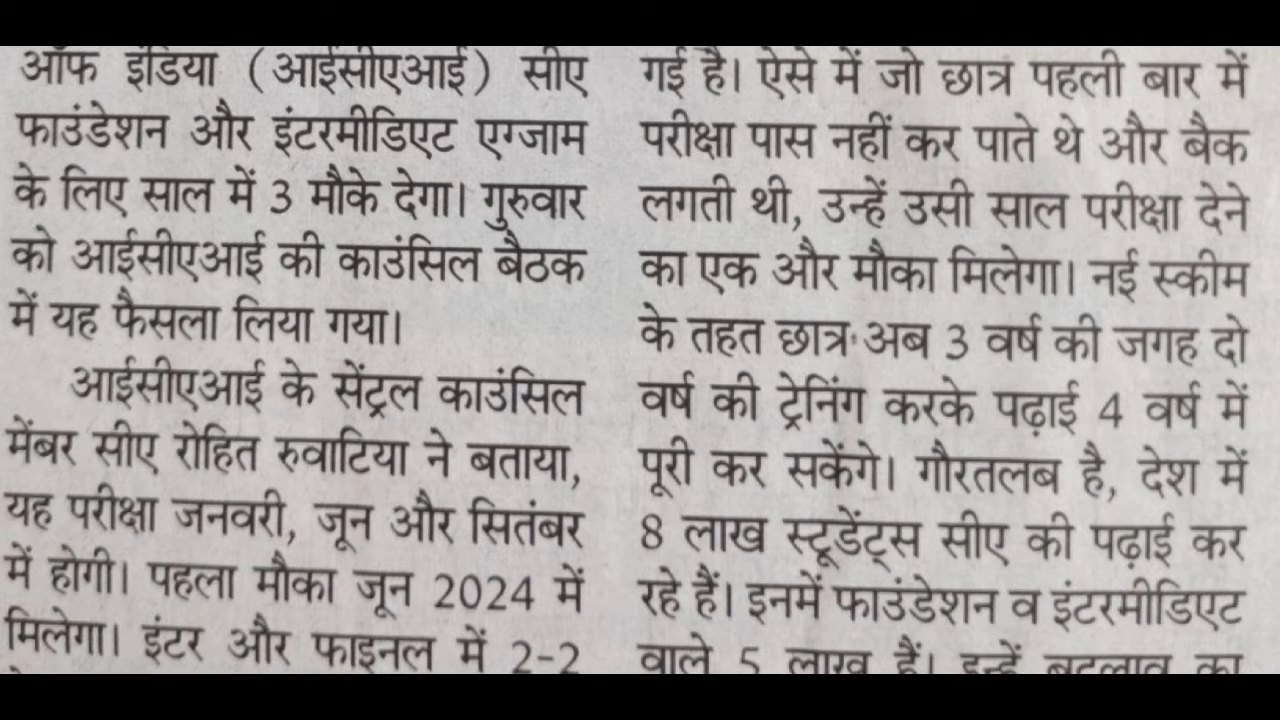 ऑफ इंडिया (आईसीएआई) सीए
फाउंडेशन और इंटरमीडिएट एग्जाम
के लिए साल में 3 मौके देगा। गुरुवार
को आईसीएआई की काउंसिल बैठक
में यह फैसला लिया गया।
आईसीएआई के सेंट्रल काउंसिल
मेंबर सीए रोहित रुवाटिया ने बताया,
यह परीक्षा जनवरी, जून और सितंबर
में होगी। पहला मौका जून 2024 में
मिलेगा। इंटर और फाइनल में 2-2
गई है। ऐसे में जो छात्र पहली बार में
परीक्षा पास नहीं कर पाते थे और बैक
लगती थी, उन्हें उसी साल परीक्षा देने
का एक और मौका मिलेगा। नई स्कीम
के तहत छात्र अब 3 वर्ष की जगह दो
वर्ष की ट्रेनिंग करके पढ़ाई 4 वर्ष में
पूरी कर सकेंगे। गौरतलब है, देश में
8 लाख स्टूडेंट्स सीए की पढ़ाई कर
रहे हैं। इनमें फाउंडेशन व इंटरमीडिएट
वाले 5 लाख हैं। इन्हें बदलाव का